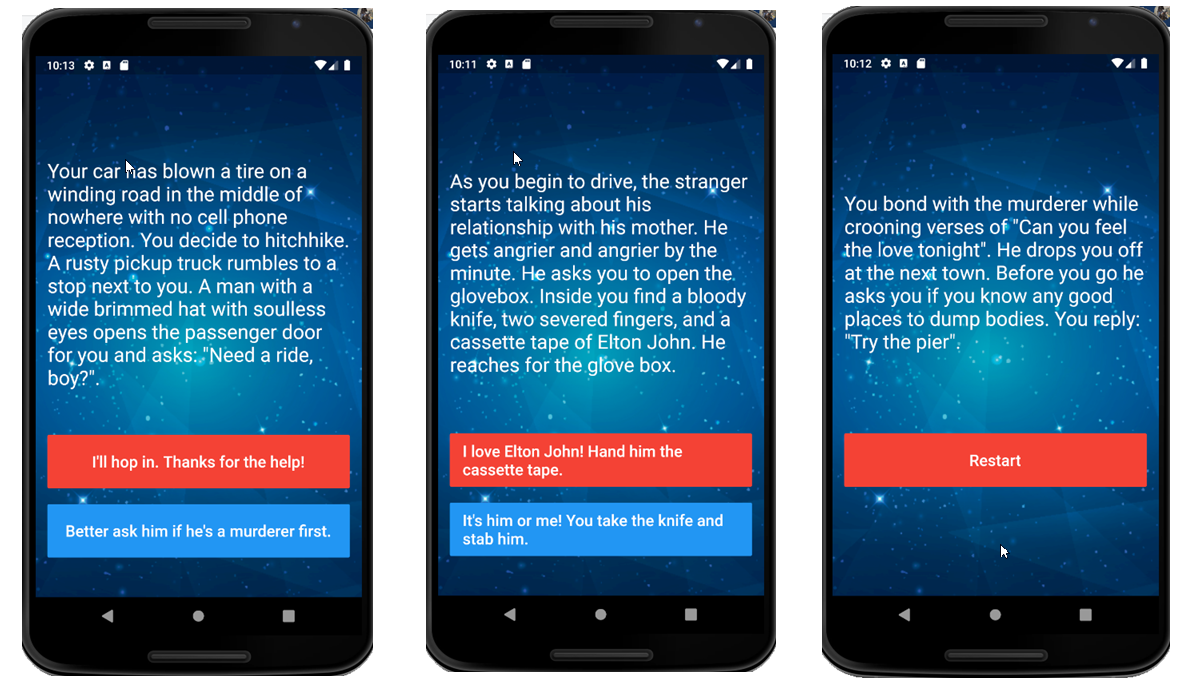 10:13
Your car has blown a tire on a
winding road in the middle of
nowhere with no cell phone
reception. You decide to hitchhike.
A rusty pickup truck rumbles to a
stop next to you. A man with a
wide brimmed hat with soulless
eyes opens the passenger door
for you and asks: "Need a ride,
boy?".
I'll hop in. Thanks for the help!
Better ask him if he's a murderer first.
10:11
As you begin to drive, the stranger
starts talking about his
relationship with his mother. He
gets angrier and angrier by the
minute. He asks you to open the
glovebox. Inside you find a bloody
knife, two severed fingers, and a
cassette tape of Elton John. He
reaches for the glove box.
I love Elton John! Hand him the
cassette tape.
It's him or me! You take the knife and
stab him.
10:12
You bond with the murderer while
crooning verses of "Can you feel
the love tonight". He drops you off
at the next town. Before you go he
asks you if you know any good
places to dump bodies. You reply:
"Try the pier".
Restart